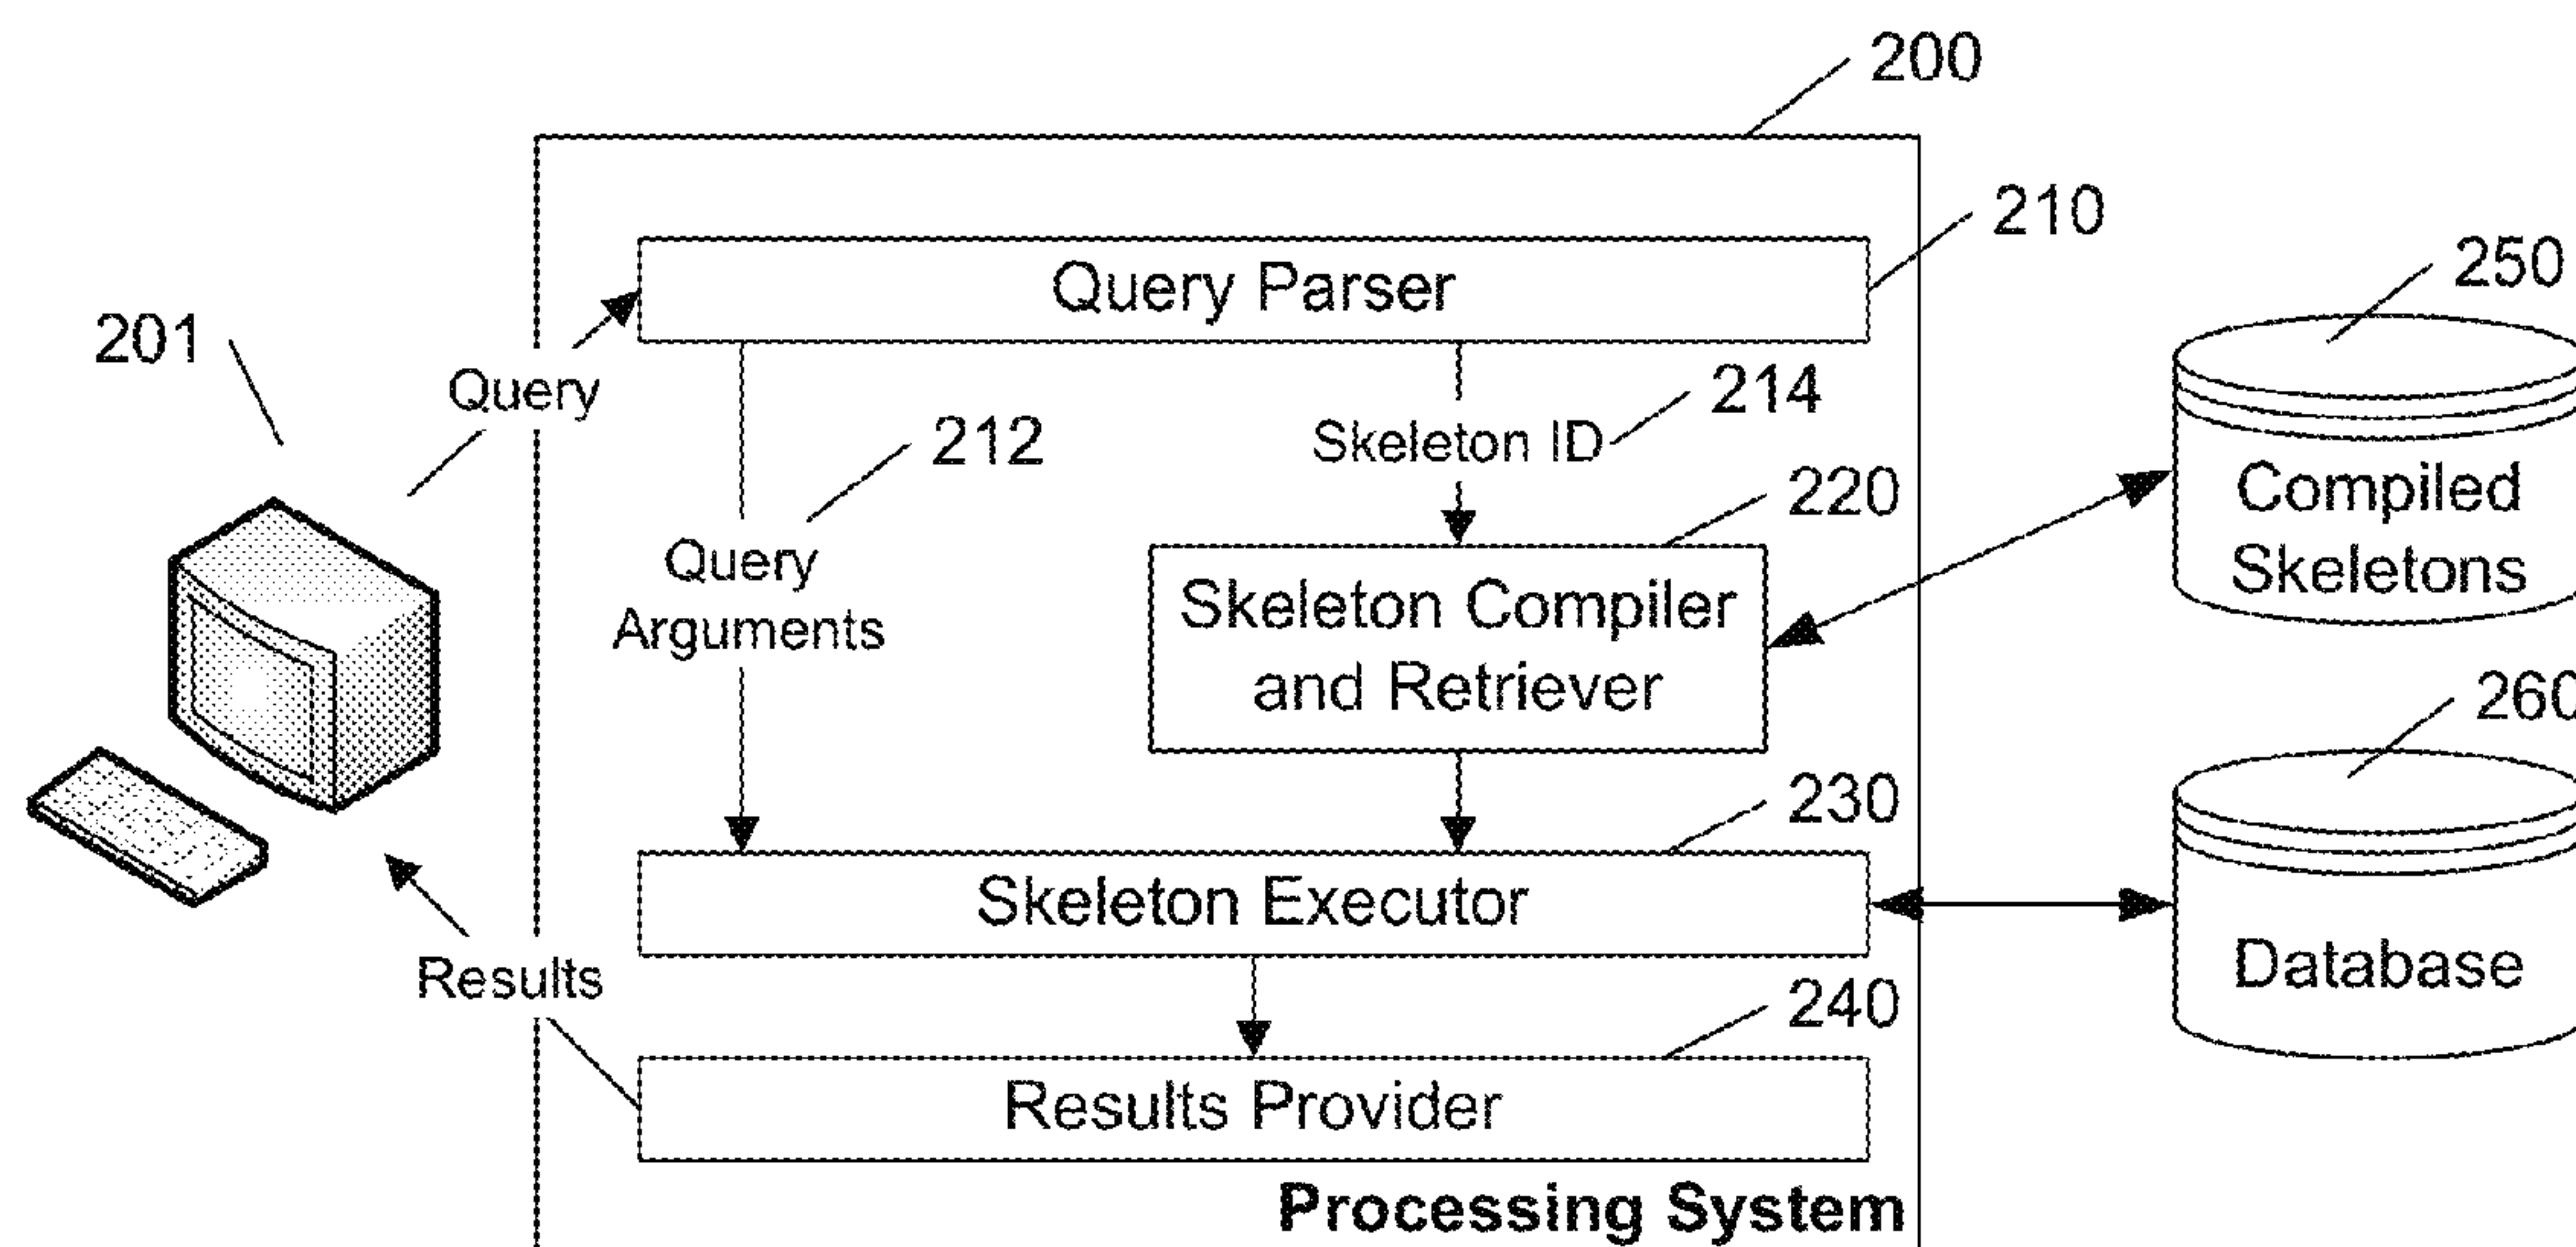 200
210
Query Parser
250
201
Query
214
Skeleton ID
212
220
Compiled
Skeletons
Query
Arguments
Skeleton Compiler
and Retriever
260
230
Skeleton Executor
Database
Results
240
Results Provider
Processing System